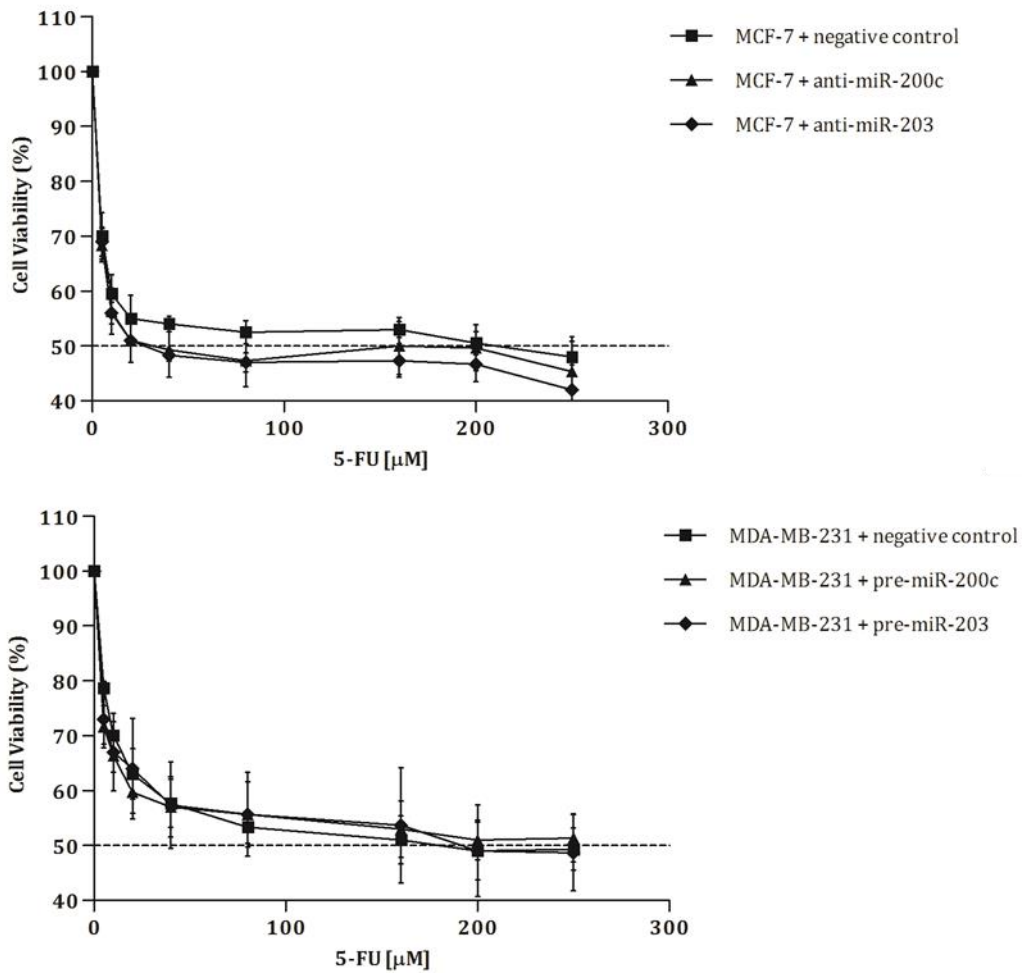 110
100
90
80
70
60
50
40
Cell Viability (%)
0
100
200
300
5-FU [μM]
MCF-7 + negative control
MCF-7 + anti-miR-200c
MCF-7 + anti-miR-203
110
100
90
80
70
60
50
40
Cell Viability (%)
0
100
200
300
5-FU [μM]
MDA-MB-231 + negative control
MDA-MB-231 + pre-miR-200c
MDA-MB-231 + pre-miR-203